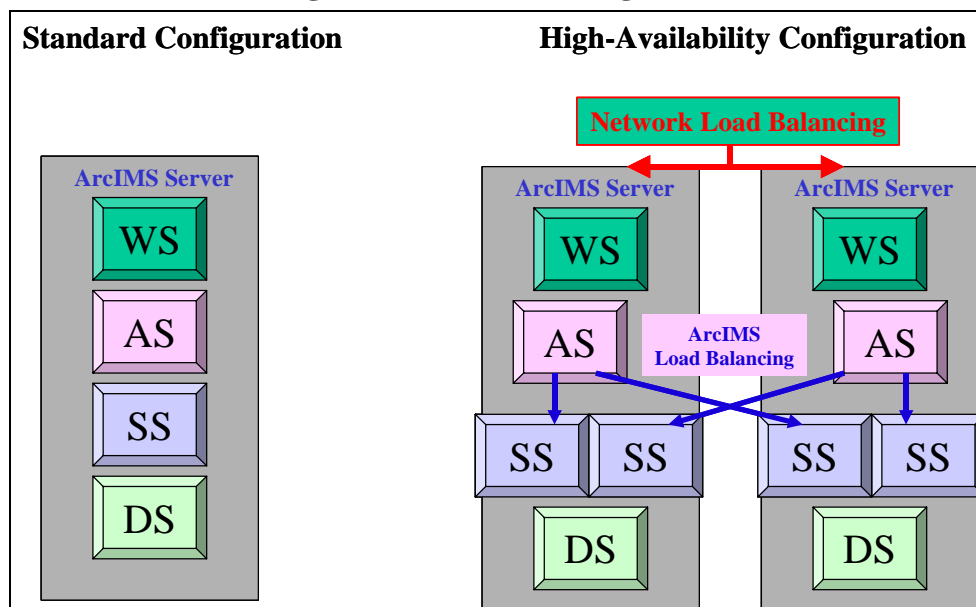 Standard Configuration
High-Availability Configuration
Network Load Balancing
ArcIMS Server
WS
AS
SS
DS
ArcIMS Server
WS
AS
SS
SS
DS
ArcIMS
Load Balancing
ArcIMS Server
WS
AS
SS
SS
DS